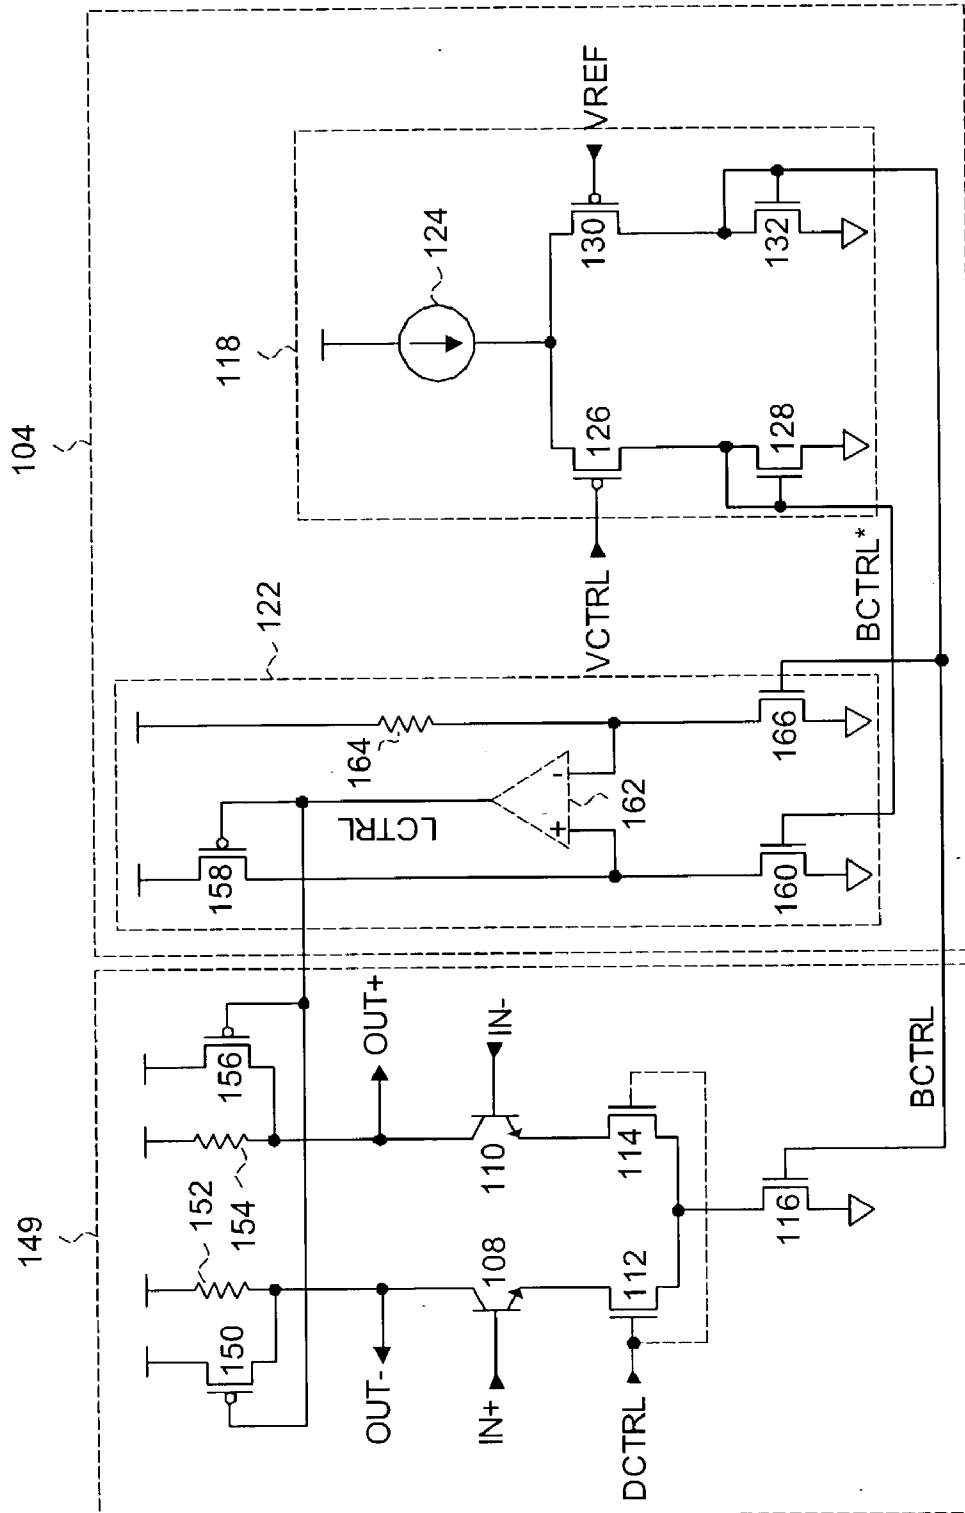 104
118
124
VREF
130
132
126
128
VCTRL
BCTRL*
122
164
166
162
-
+
LCTRL
158
160
149
156
OUT+
IN-
154
152
150
OUT-
110
108
IN+
114
112
DCTRL
116
BCTRL